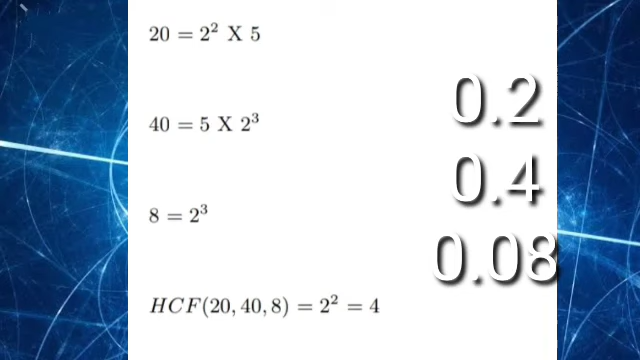 20 = 2² X 5
0.2
40 = 5 X 2³
0.4
8 = 2³
0.08
HCF(20, 40, 8) = 2² = 4